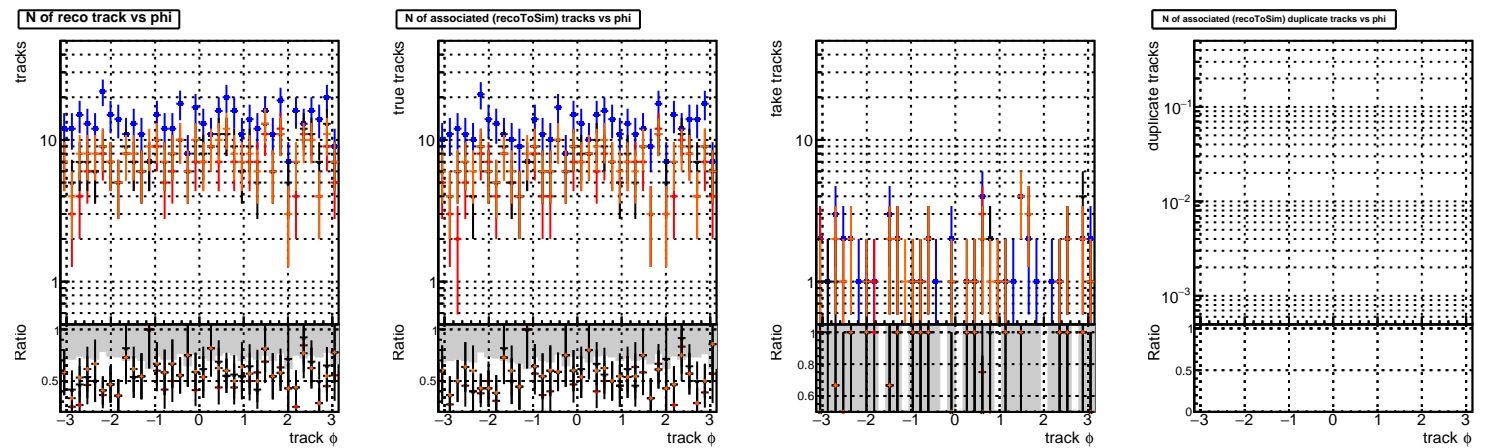 N of reco track vs phi
tracks
10
1
Ratio
1
0.5
−3 −2 −1 0 1 2 3
track ϕ
N of associated (recoToSim) tracks vs phi
true tracks
10
1
Ratio
1
0.5
−3 −2 −1 0 1 2 3
track ϕ
fake tracks
10
1
Ratio
1
0.8
0.6
−3 −2 −1 0 1 2 3
track ϕ
N of associated (recoToSim) duplicate tracks vs phi
duplicate tracks
10⁻¹
10⁻²
10⁻³
Ratio
1
0.5
0
−3 −2 −1 0 1 2 3
track ϕ